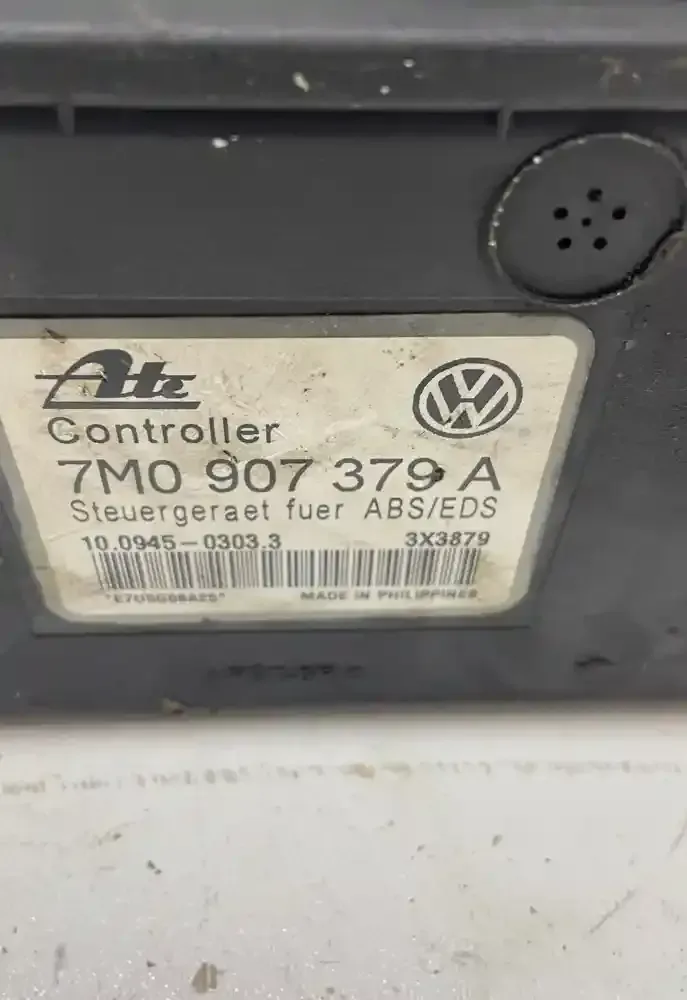 Ate
Controller
7M0 907 379 A
Steuergeraet fuer ABS/EDS
10.0945-0303.3 3X3879
MADE IN PHILIPPINES